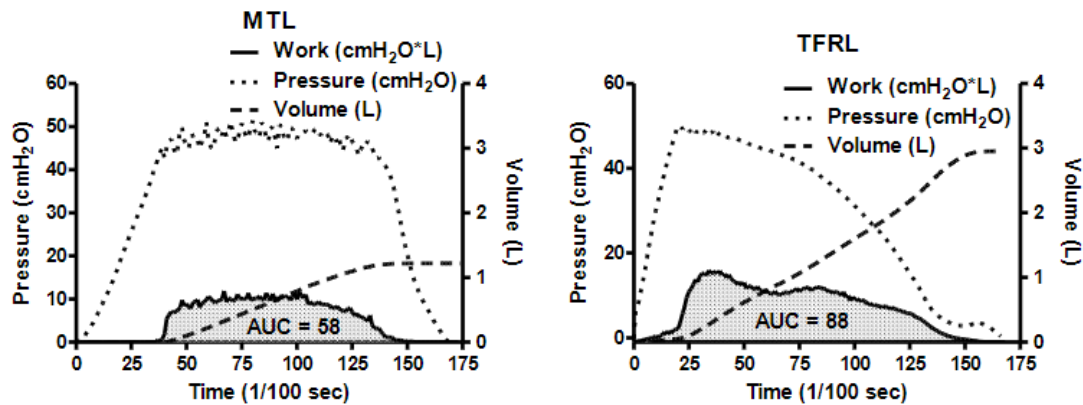 MTL
Work (cmH₂O*L)
Pressure (cmH₂O)
Volume (L)
Pressure (cmH₂O)
60
50
40
30
20
10
0
4
3
2
1
0
Volume (L)
AUC = 58
0 25 50 75 100 125 150 175
Time (1/100 sec)
TFRL
Work (cmH₂O*L)
Pressure (cmH₂O)
Volume (L)
Pressure (cmH₂O)
60
40
20
0
4
3
2
1
0
Volume (L)
AUC = 88
0 25 50 75 100 125 150 175
Time (1/100 sec)